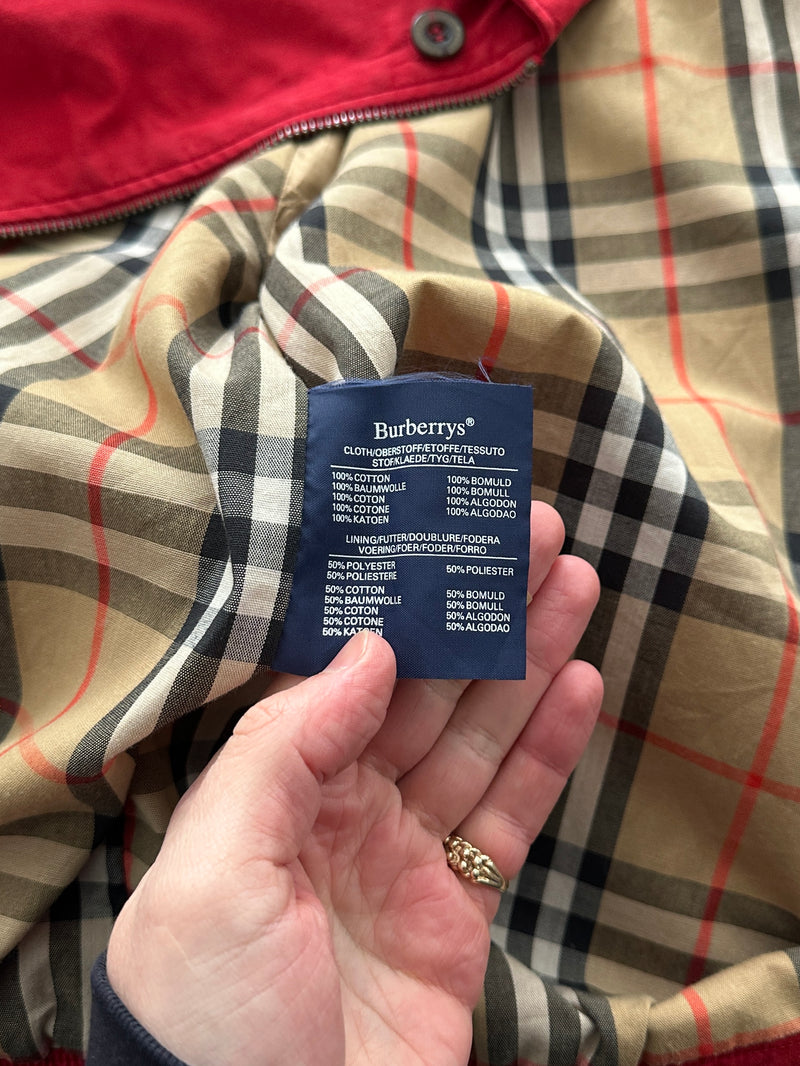 Burberrys®
CLOTH/OBERSTOFF/ETOFFE/TESSUTO
STOF/KLAEDE/TYG/TELA
100% COTTON 100% BOMULD
100% BAUMWOLLE 100% BOMULL
100% COTON 100% ALGODON
100% COTONE 100% ALGODAO
100% KATOEN
LINING/FUTTER/DOUBLURE/FODERA
VOERING/FOER/FODER/FORRO
50% POLYESTER 50% POLIESTER
50% POLIESTERE
50% COTTON 50% BOMULD
50% BAUMWOLLE 50% BOMULL
50% COTON 50% ALGODON
50% COTONE 50% ALGODAO
50% KATOEN